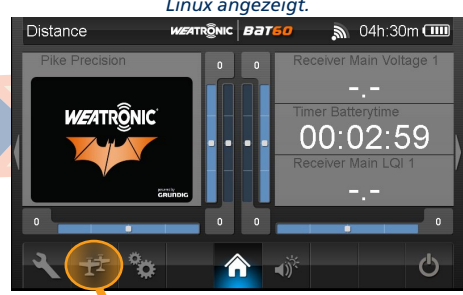 Linux angezeigt.
Distance WEATRONIC BAT60 04h:30m
Pike Precision
0 0
Receiver Main Voltage 1
-.-
WEATRONIC
Timer Batterytime
00:02:59
Receiver Main LQI 1
-.-
powered by
GRUNDIG
0 0 0 0